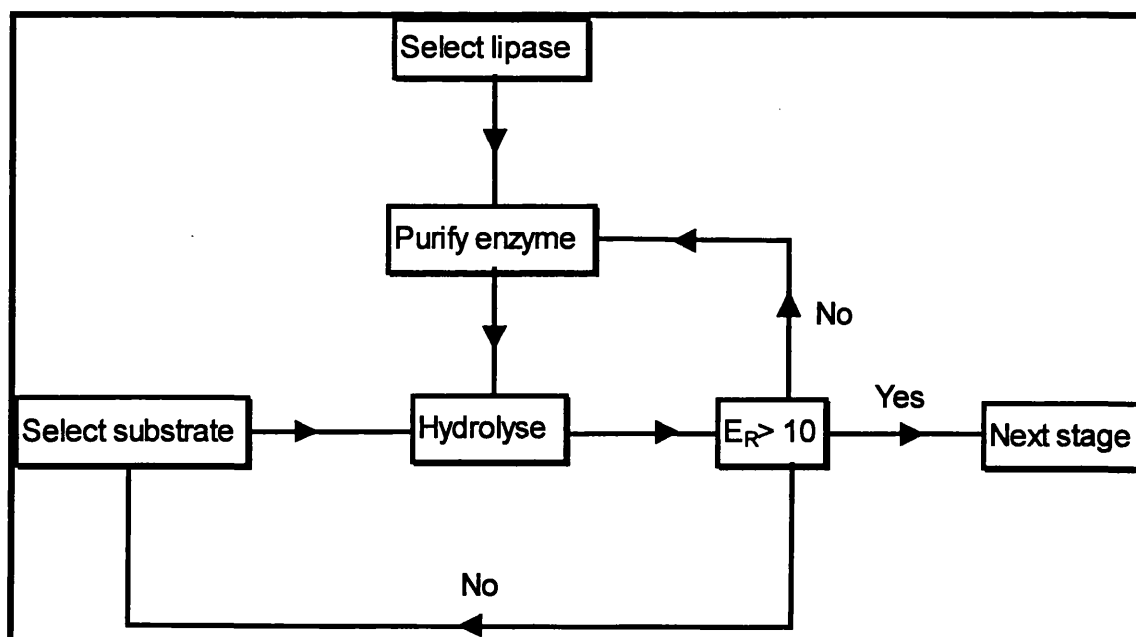 Select lipase
Purify enzyme
No
Yes
Select substrate
Hydrolyse
E_R> 10
Next stage
No